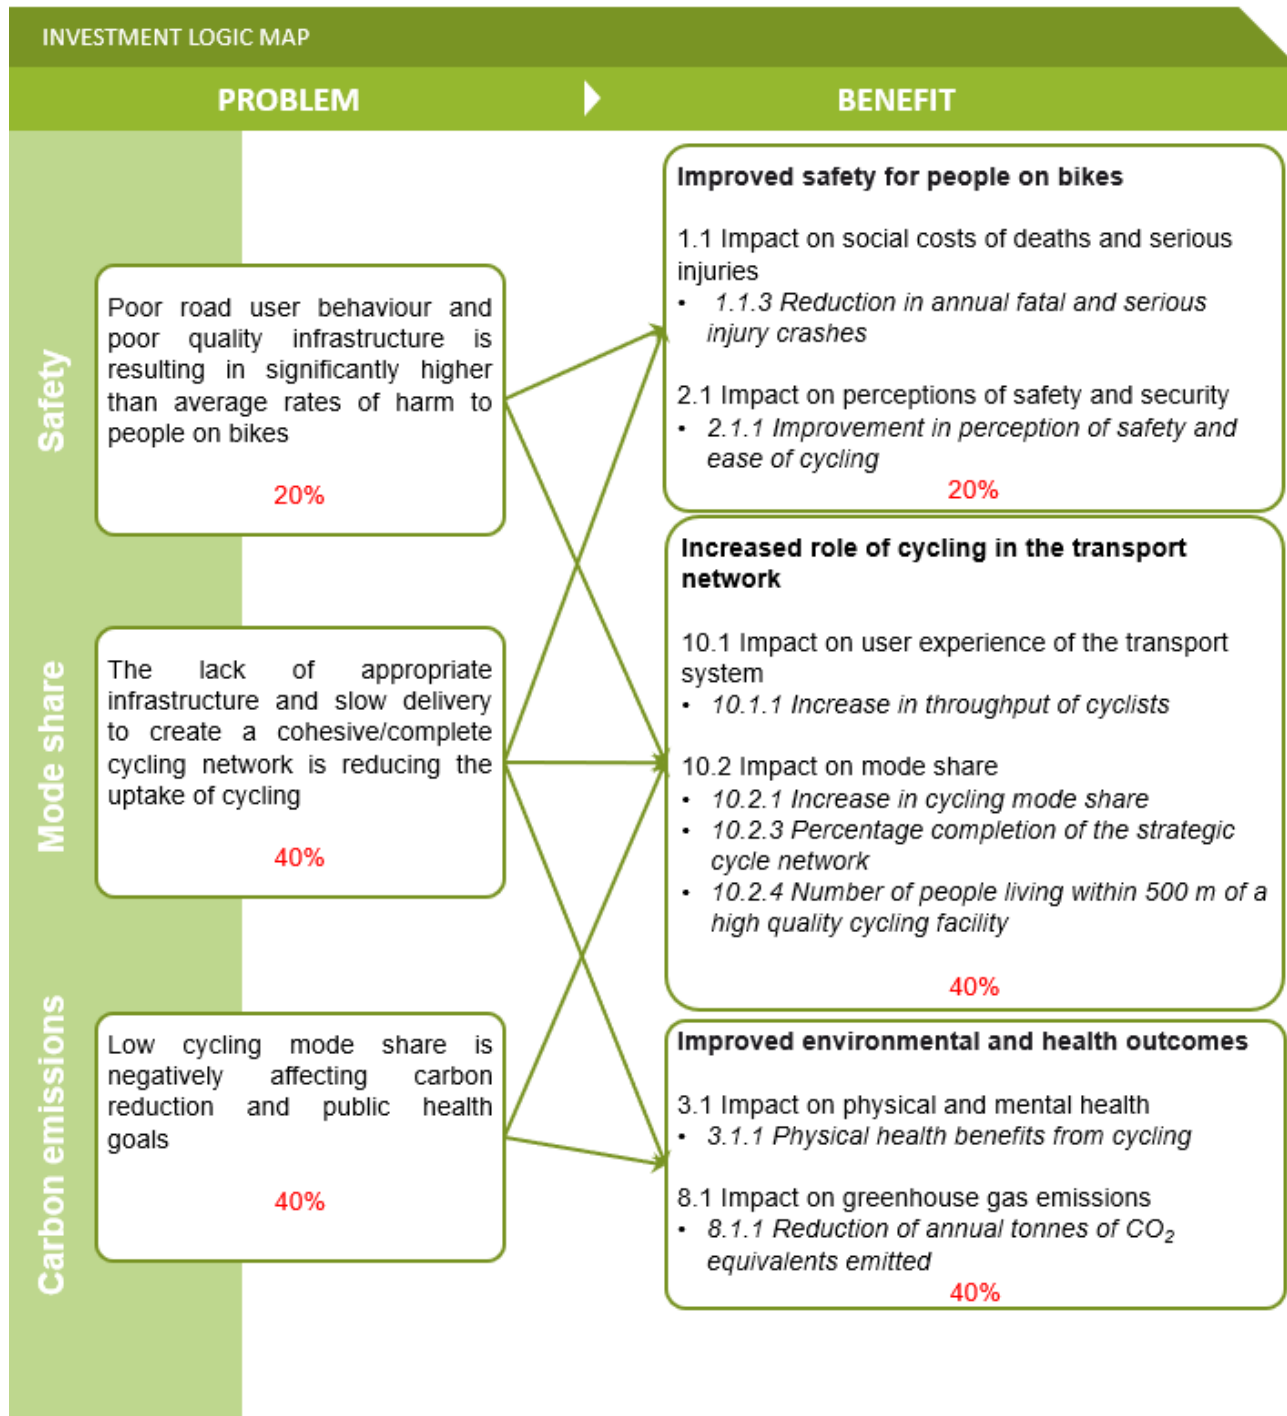 INVESTMENT LOGIC MAP
PROBLEM
BENEFIT
Safety
Poor road user behaviour and
poor quality infrastructure is
resulting in significantly higher
than average rates of harm to
people on bikes
20%
Mode share
The lack of appropriate
infrastructure and slow delivery
to create a cohesive/complete
cycling network is reducing the
uptake of cycling
40%
Carbon emissions
Low cycling mode share is
negatively affecting carbon
reduction and public health
goals
40%
Improved safety for people on bikes
1.1 Impact on social costs of deaths and serious
injuries
• 1.1.3 Reduction in annual fatal and serious
injury crashes
2.1 Impact on perceptions of safety and security
• 2.1.1 Improvement in perception of safety and
ease of cycling
20%
Increased role of cycling in the transport
network
10.1 Impact on user experience of the transport
system
• 10.1.1 Increase in throughput of cyclists
10.2 Impact on mode share
• 10.2.1 Increase in cycling mode share
• 10.2.3 Percentage completion of the strategic
cycle network
• 10.2.4 Number of people living within 500 m of a
high quality cycling facility
40%
Improved environmental and health outcomes
3.1 Impact on physical and mental health
• 3.1.1 Physical health benefits from cycling
8.1 Impact on greenhouse gas emissions
• 8.1.1 Reduction of annual tonnes of CO₂
equivalents emitted
40%